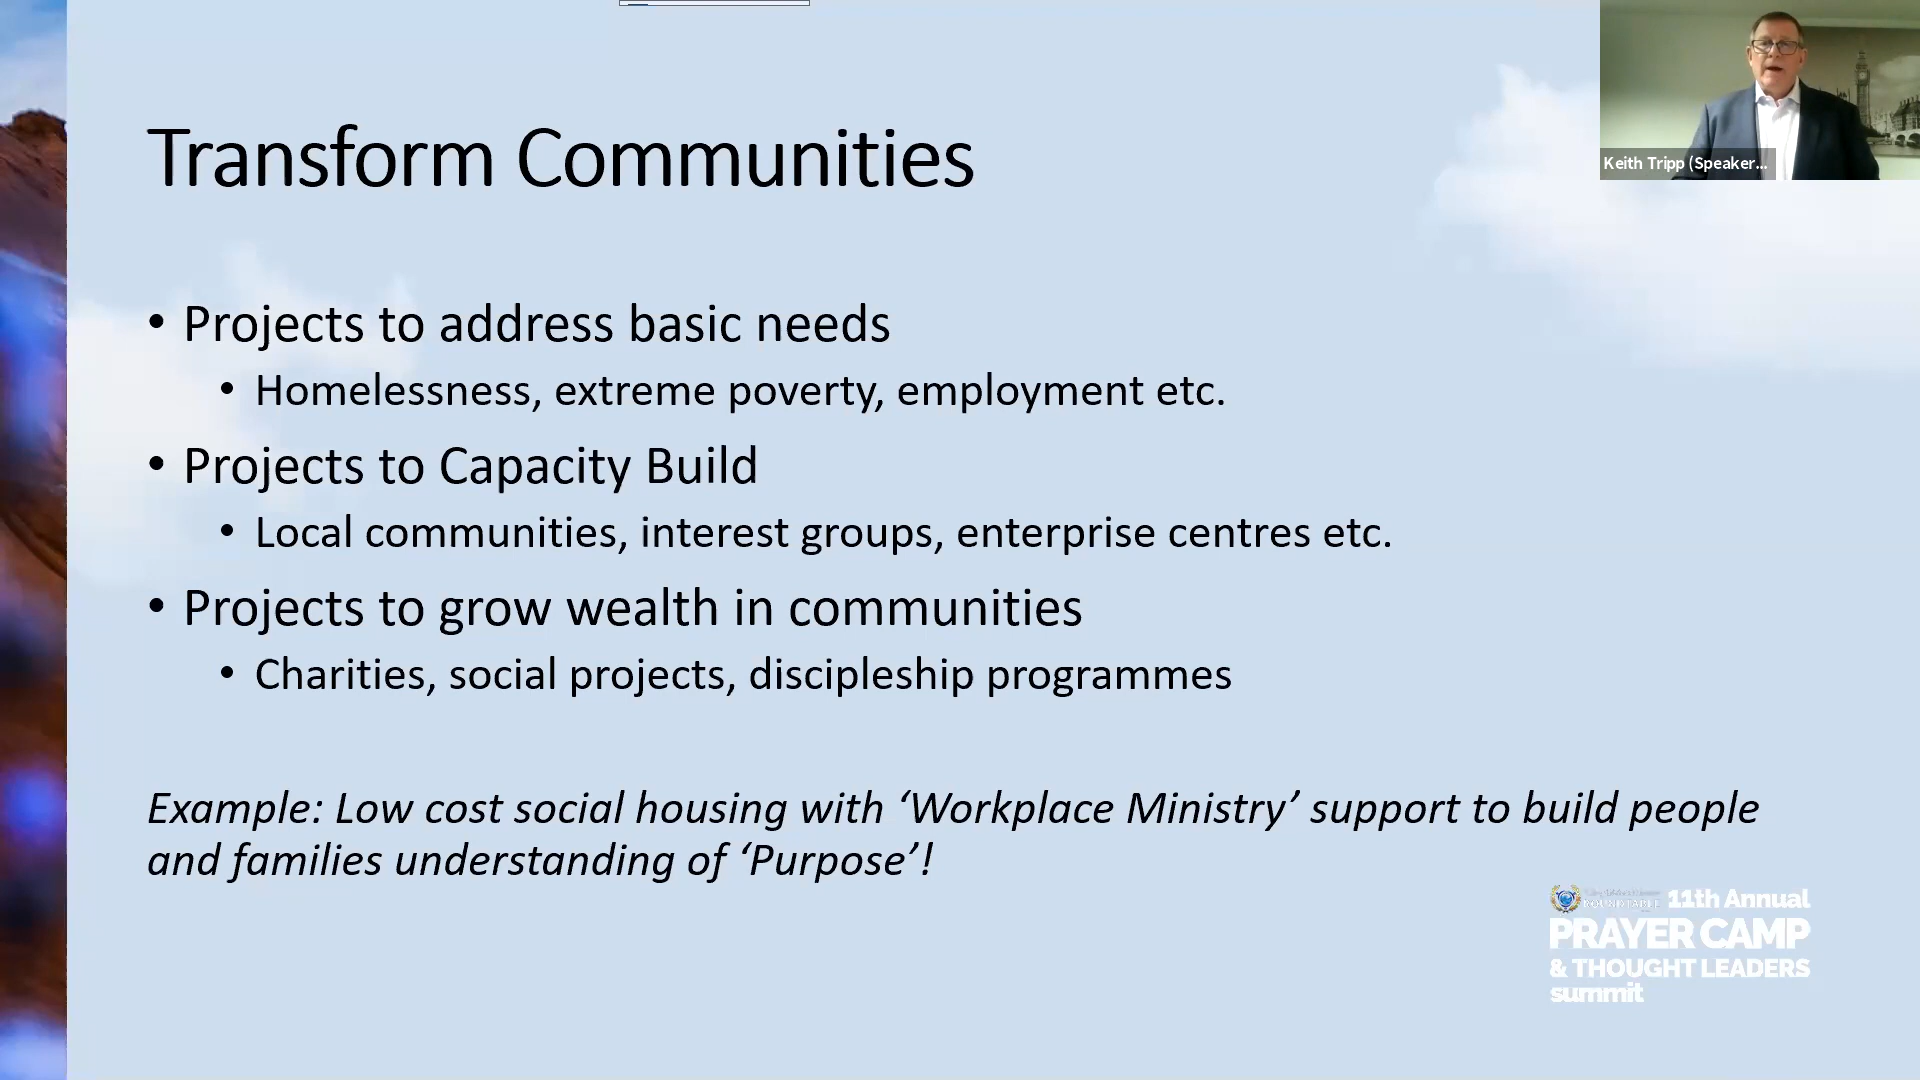 Transform Communities
Keith Tripp (Speaker...
• Projects to address basic needs
• Homelessness, extreme poverty, employment etc.
• Projects to Capacity Build
• Local communities, interest groups, enterprise centres etc.
• Projects to grow wealth in communities
• Charities, social projects, discipleship programmes
Example: Low cost social housing with ‘Workplace Ministry’ support to build people
and families understanding of ‘Purpose’!
ROUNDTABLE 11th Annual
PRAYER CAMP
& THOUGHT LEADERS
summit